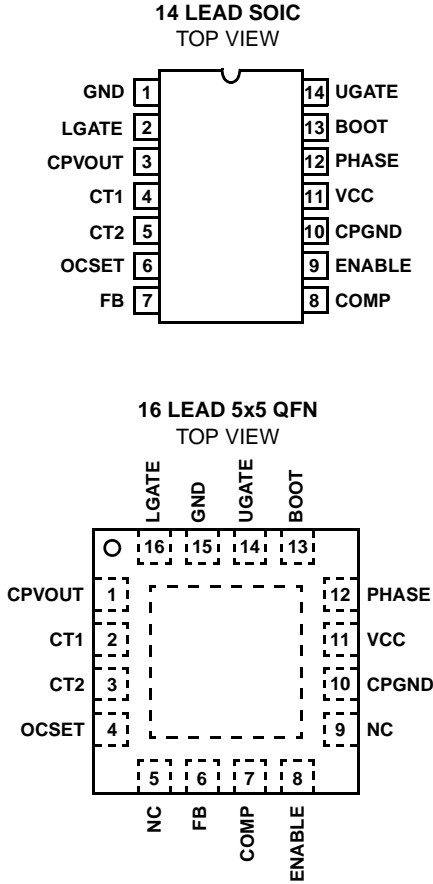 14 LEAD SOIC
TOP VIEW
GND 1 14 UGATE
LGATE 2 13 BOOT
CPVOUT 3 12 PHASE
CT1 4 11 VCC
CT2 5 10 CPGND
OCSET 6 9 ENABLE
FB 7 8 COMP
16 LEAD 5x5 QFN
TOP VIEW
LGATE GND UGATE BOOT
16 15 14 13
CPVOUT 1 12 PHASE
CT1 2 11 VCC
CT2 3 10 CPGND
OCSET 4 9 NC
5 6 7 8
NC FB COMP ENABLE